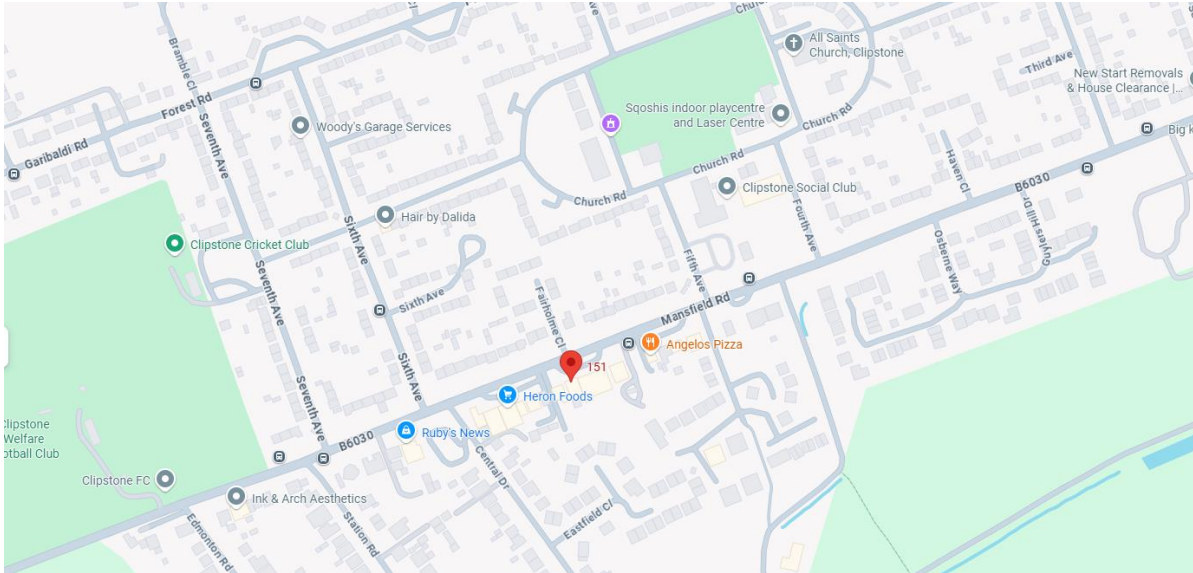 Bramble Cl
Church
All Saints
Church, Clipstone
Third Ave
New Start Removals
& House Clearance |...
Forest Rd
Garibaldi Rd
Seventh Ave
Woody's Garage Services
Sqoshis indoor playcentre
and Laser Centre
Church Rd
Big
Church Rd
Haven Cl
B6030
Clipstone Social Club
Church Rd
Hair by Dalida
Sixth Ave
Fourth Ave
Guylers Hill Dr
Osberne Way
Clipstone Cricket Club
Seventh Ave
Fifth Ave
Sixth Ave
Fairholme Cl
Mansfield Rd
Angelos Pizza
151
Sixth Ave
Heron Foods
Seventh Ave
Ruby's News
B6030
Clipstone
Welfare
otball Club
Central Dr
Clipstone FC
Ink & Arch Aesthetics
Eastfield Cl
Edmonton Rd
Station Rd